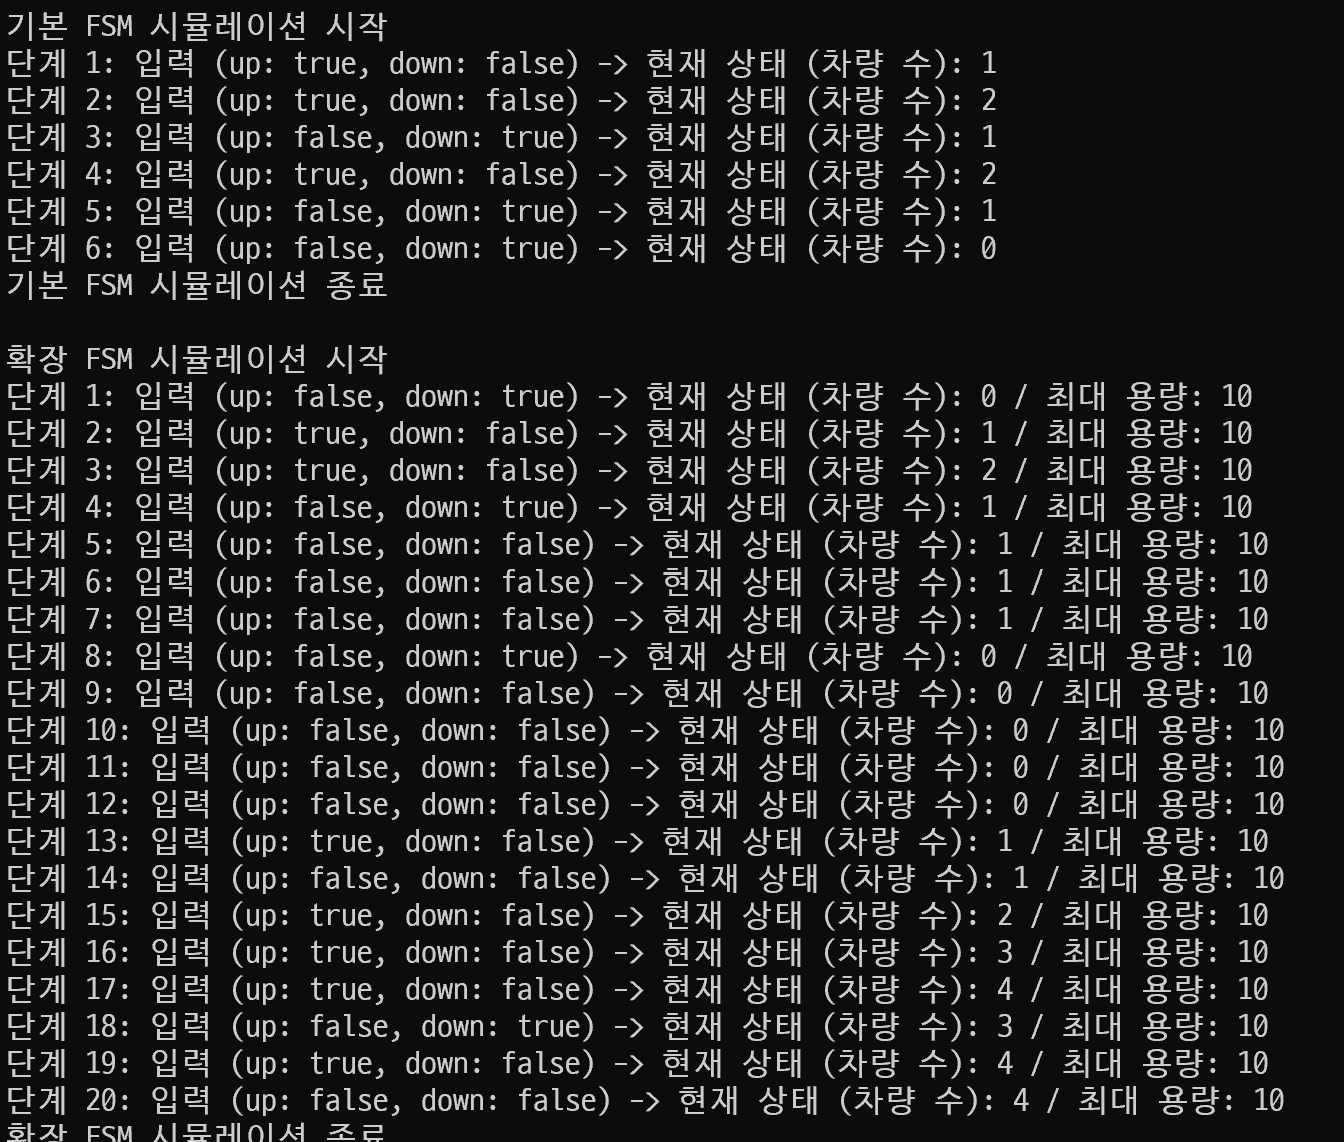 기본 FSM 시뮬레이션 시작
단계 1: 입력 (up: true, down: false) -> 현재 상태 (차량 수): 1
단계 2: 입력 (up: true, down: false) -> 현재 상태 (차량 수): 2
단계 3: 입력 (up: false, down: true) -> 현재 상태 (차량 수): 1
단계 4: 입력 (up: true, down: false) -> 현재 상태 (차량 수): 2
단계 5: 입력 (up: false, down: true) -> 현재 상태 (차량 수): 1
단계 6: 입력 (up: false, down: true) -> 현재 상태 (차량 수): 0
기본 FSM 시뮬레이션 종료
확장 FSM 시뮬레이션 시작
단계 1: 입력 (up: false, down: true) -> 현재 상태 (차량 수): 0 / 최대 용량: 10
단계 2: 입력 (up: true, down: false) -> 현재 상태 (차량 수): 1 / 최대 용량: 10
단계 3: 입력 (up: true, down: false) -> 현재 상태 (차량 수): 2 / 최대 용량: 10
단계 4: 입력 (up: false, down: true) -> 현재 상태 (차량 수): 1 / 최대 용량: 10
단계 5: 입력 (up: false, down: false) -> 현재 상태 (차량 수): 1 / 최대 용량: 10
단계 6: 입력 (up: false, down: false) -> 현재 상태 (차량 수): 1 / 최대 용량: 10
단계 7: 입력 (up: false, down: false) -> 현재 상태 (차량 수): 1 / 최대 용량: 10
단계 8: 입력 (up: false, down: true) -> 현재 상태 (차량 수): 0 / 최대 용량: 10
단계 9: 입력 (up: false, down: false) -> 현재 상태 (차량 수): 0 / 최대 용량: 10
단계 10: 입력 (up: false, down: false) -> 현재 상태 (차량 수): 0 / 최대 용량: 10
단계 11: 입력 (up: false, down: false) -> 현재 상태 (차량 수): 0 / 최대 용량: 10
단계 12: 입력 (up: false, down: false) -> 현재 상태 (차량 수): 0 / 최대 용량: 10
단계 13: 입력 (up: true, down: false) -> 현재 상태 (차량 수): 1 / 최대 용량: 10
단계 14: 입력 (up: false, down: false) -> 현재 상태 (차량 수): 1 / 최대 용량: 10
단계 15: 입력 (up: true, down: false) -> 현재 상태 (차량 수): 2 / 최대 용량: 10
단계 16: 입력 (up: true, down: false) -> 현재 상태 (차량 수): 3 / 최대 용량: 10
단계 17: 입력 (up: true, down: false) -> 현재 상태 (차량 수): 4 / 최대 용량: 10
단계 18: 입력 (up: false, down: true) -> 현재 상태 (차량 수): 3 / 최대 용량: 10
단계 19: 입력 (up: true, down: false) -> 현재 상태 (차량 수): 4 / 최대 용량: 10
단계 20: 입력 (up: false, down: false) -> 현재 상태 (차량 수): 4 / 최대 용량: 10
확장 FSM 시뮬레이션 종료